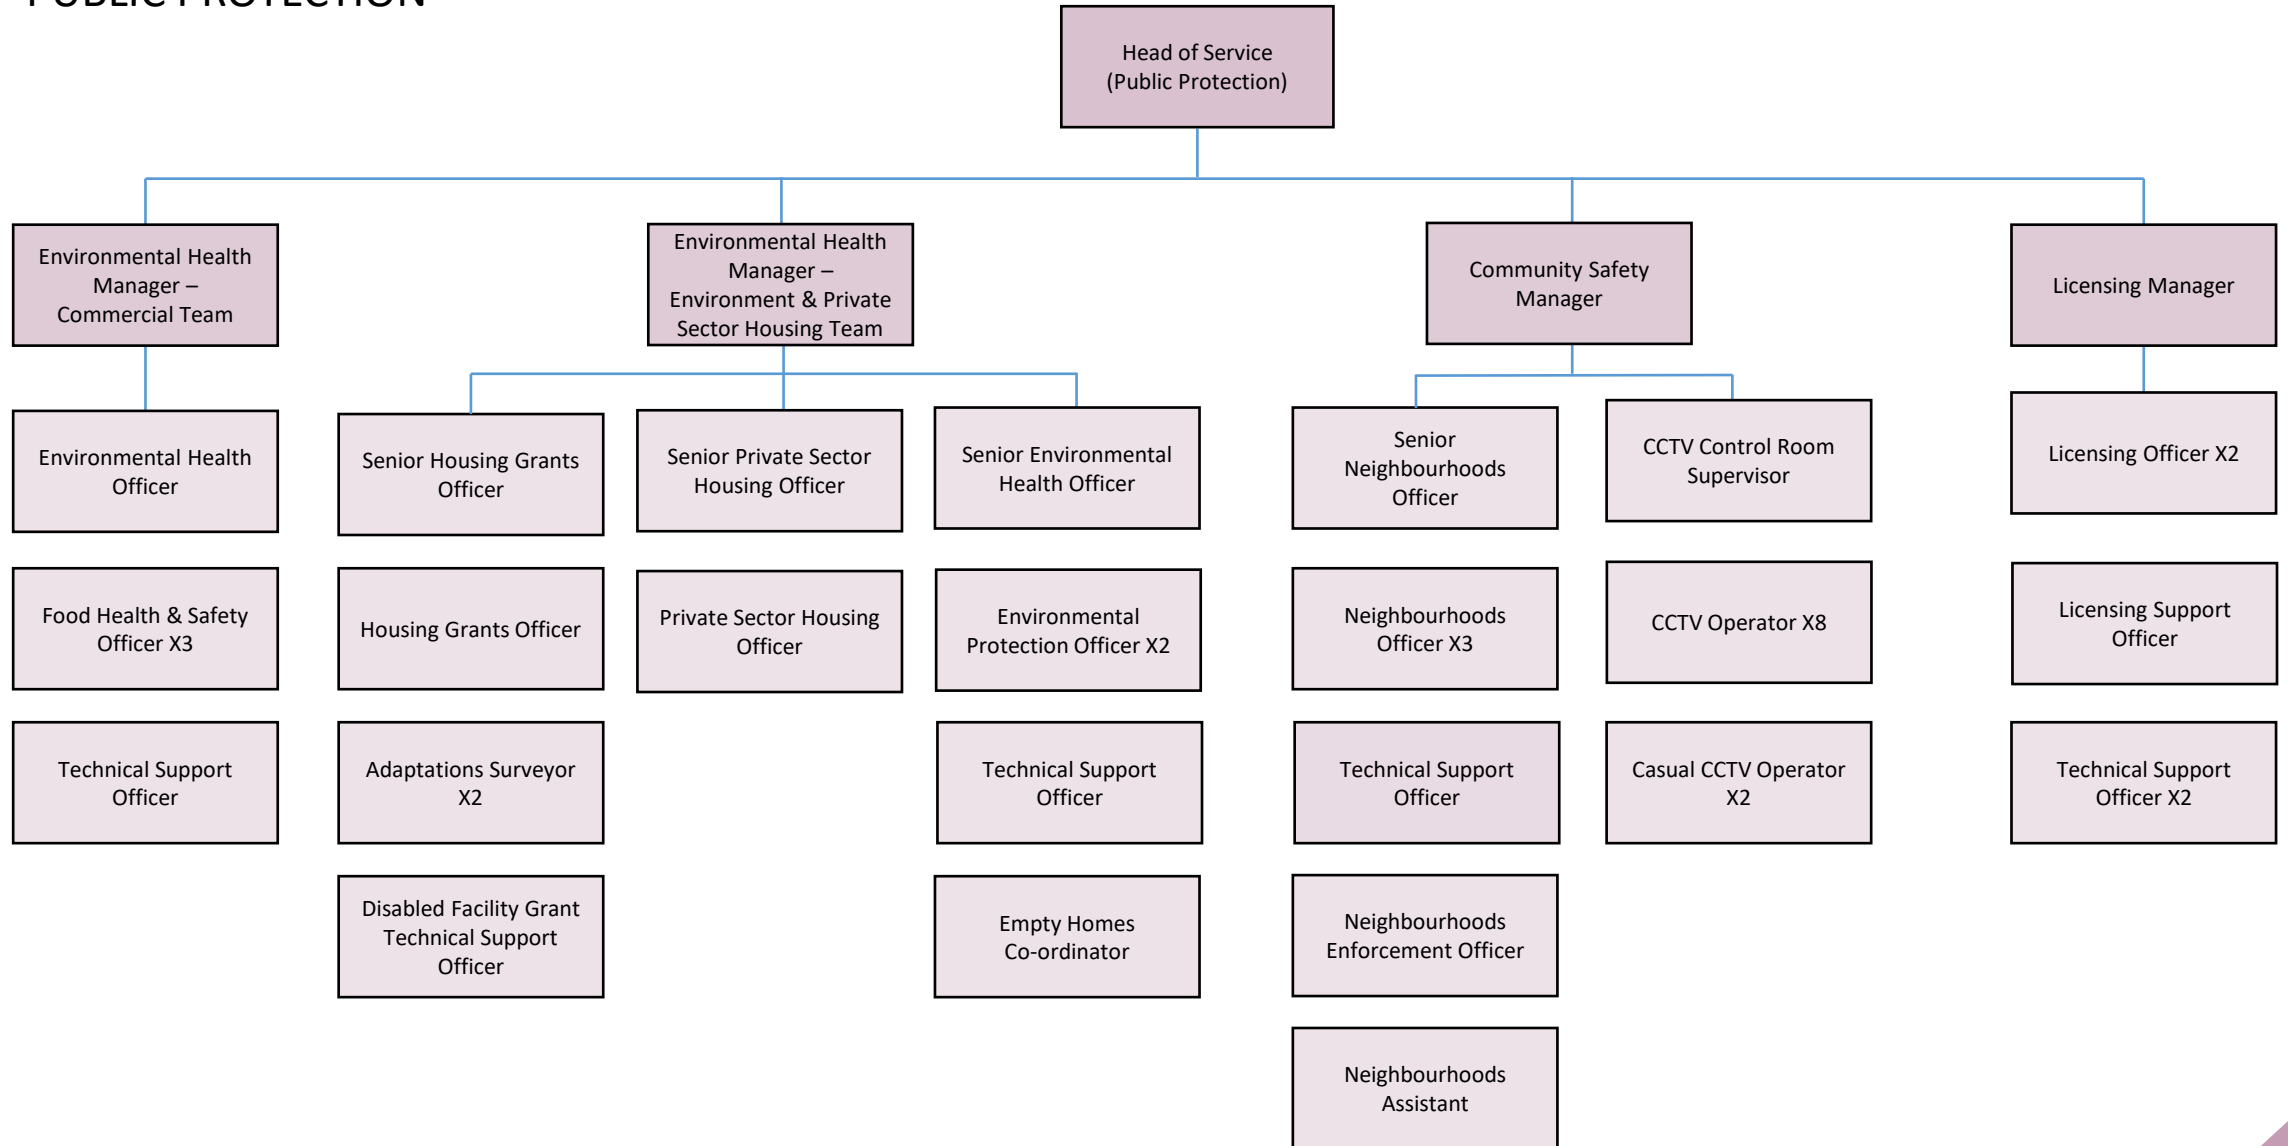 PUBLIC PROTECTION
Head of Service
(Public Protection)
Environmental Health
Manager –
Commercial Team
Environmental Health
Manager –
Environment & Private
Sector Housing Team
Community Safety
Manager
Licensing Manager
Environmental Health
Officer
Senior Housing Grants
Officer
Senior Private Sector
Housing Officer
Senior Environmental
Health Officer
Senior
Neighbourhoods
Officer
CCTV Control Room
Supervisor
Licensing Officer X2
Food Health & Safety
Officer X3
Housing Grants Officer
Private Sector Housing
Officer
Environmental
Protection Officer X2
Neighbourhoods
Officer X3
CCTV Operator X8
Licensing Support
Officer
Technical Support
Officer
Adaptations Surveyor
X2
Technical Support
Officer
Technical Support
Officer
Casual CCTV Operator
X2
Technical Support
Officer X2
Disabled Facility Grant
Technical Support
Officer
Empty Homes
Co-ordinator
Neighbourhoods
Enforcement Officer
Neighbourhoods
Assistant